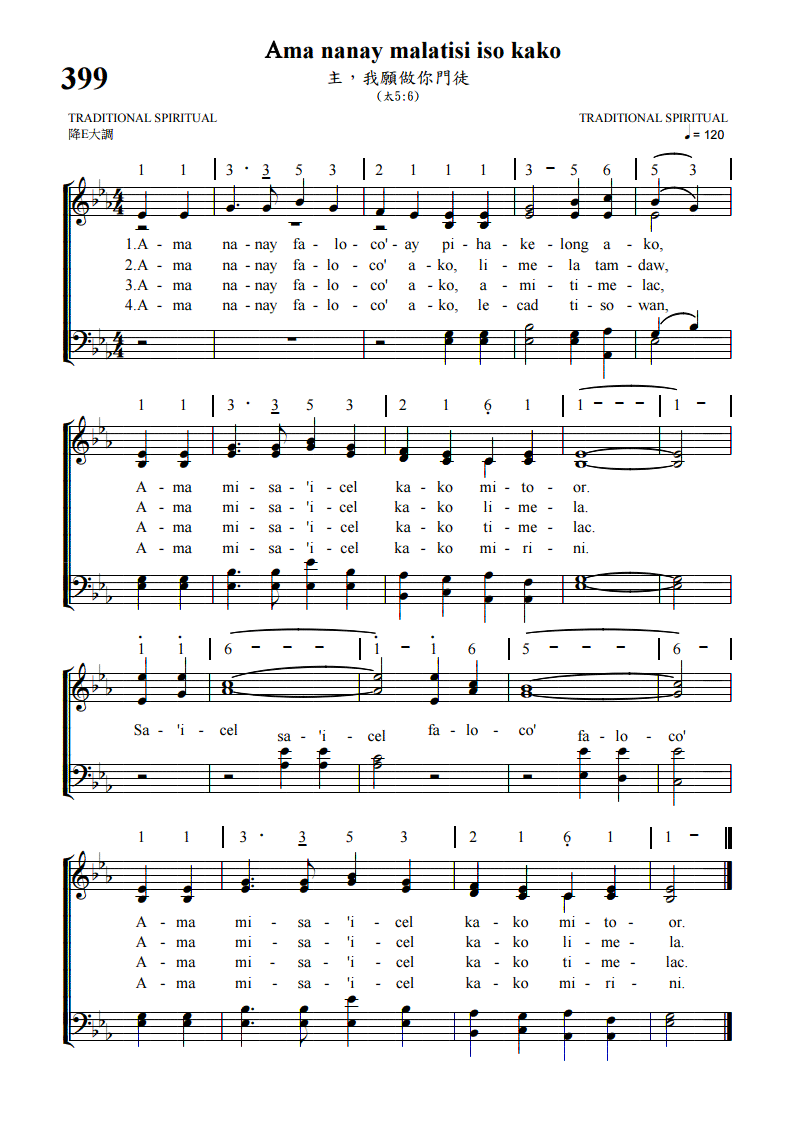 Ama nanay malatisi iso kako
399
主，我願做你門徒
(太5:6)
TRADITIONAL SPIRITUAL TRADITIONAL SPIRITUAL
降E大調 ♩ = 120
1 1 | 3 · 3 5 3 | 2 1 1 1 | 3 - 5 6 | 5 3 |
1.A - ma na - nay fa - lo - co' - ay pi - ha - ke - long a - ko,
2.A - ma na - nay fa - lo - co' a - ko, li - me - la tam - daw,
3.A - ma na - nay fa - lo - co' a - ko, a - mi - ti - me - lac,
4.A - ma na - nay fa - lo - co' a - ko, le - cad ti - so - wan,
1 1 | 3 · 3 5 3 | 2 1 6̣ 1 | 1 - - - | 1 - |
A - ma mi - sa - 'i - cel ka - ko mi - to - or.
A - ma mi - sa - 'i - cel ka - ko li - me - la.
A - ma mi - sa - 'i - cel ka - ko ti - me - lac.
A - ma mi - sa - 'i - cel ka - ko mi - ri - ni.
1̇ 1̇ | 6 - - - | 1̇ - 1̇ 6 | 5 - - - | 6 - |
Sa - 'i - cel sa - 'i - cel fa - lo - co' fa - lo - co'
1 1 | 3 · 3 5 3 | 2 1 6̣ 1 | 1 - ‖
A - ma mi - sa - 'i - cel ka - ko mi - to - or.
A - ma mi - sa - 'i - cel ka - ko li - me - la.
A - ma mi - sa - 'i - cel ka - ko ti - me - lac.
A - ma mi - sa - 'i - cel ka - ko mi - ri - ni.